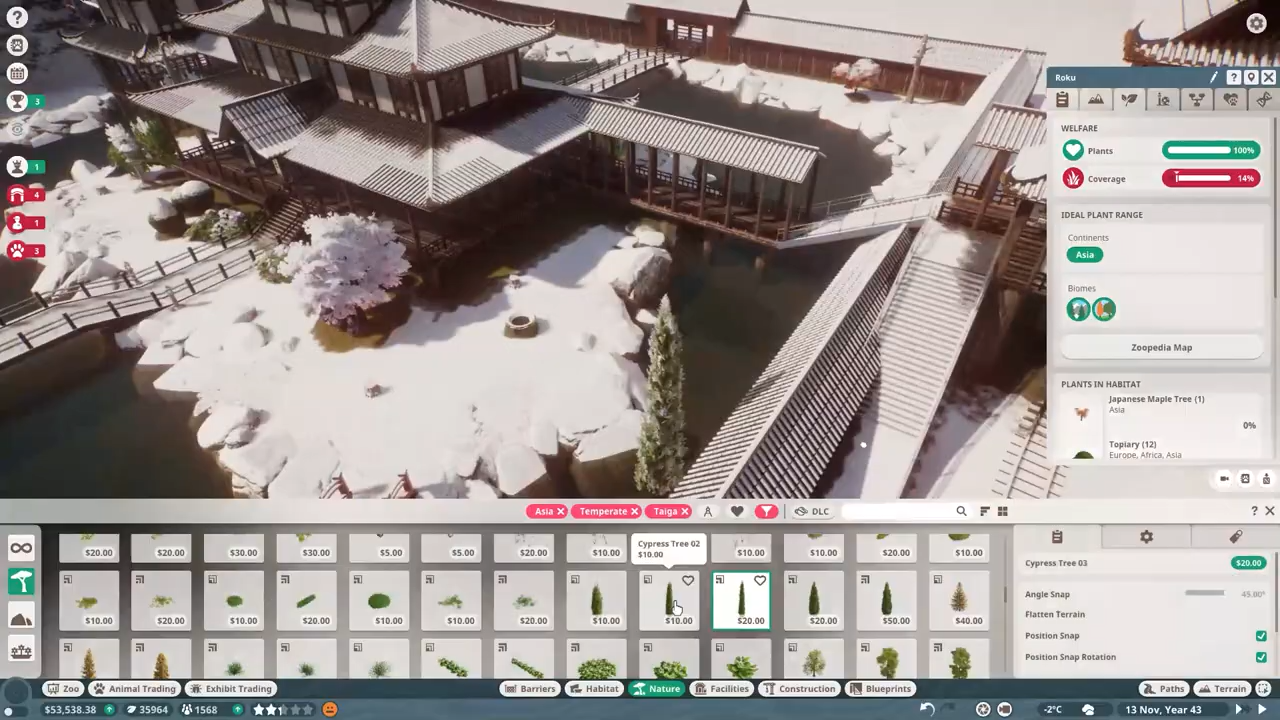 ?
3
1
4
1
3
Roku
?
WELFARE
Plants 100%
Coverage 14%
IDEAL PLANT RANGE
Continents
Asia
Biomes
Zoopedia Map
PLANTS IN HABITAT
Japanese Maple Tree (1)
Asia
0%
Topiary (12)
Europe, Africa, Asia
Asia Temperate Taiga DLC
?
$20.00 $20.00 $30.00 $30.00 $5.00 $5.00 $20.00 $10.00 $10.00 $10.00 $20.00 $10.00
Cypress Tree 02
$10.00
$10.00 $20.00 $10.00 $20.00 $10.00 $10.00 $20.00 $10.00 $10.00 $20.00 $20.00 $50.00 $40.00
Cypress Tree 03 $20.00
Angle Snap 45.00°
Flatten Terrain
Position Snap
Position Snap Rotation
Zoo Animal Trading Exhibit Trading Barriers Habitat Nature Facilities Construction Blueprints Paths Terrain
$53,538.38 35964 1568 -2°C 13 Nov, Year 43